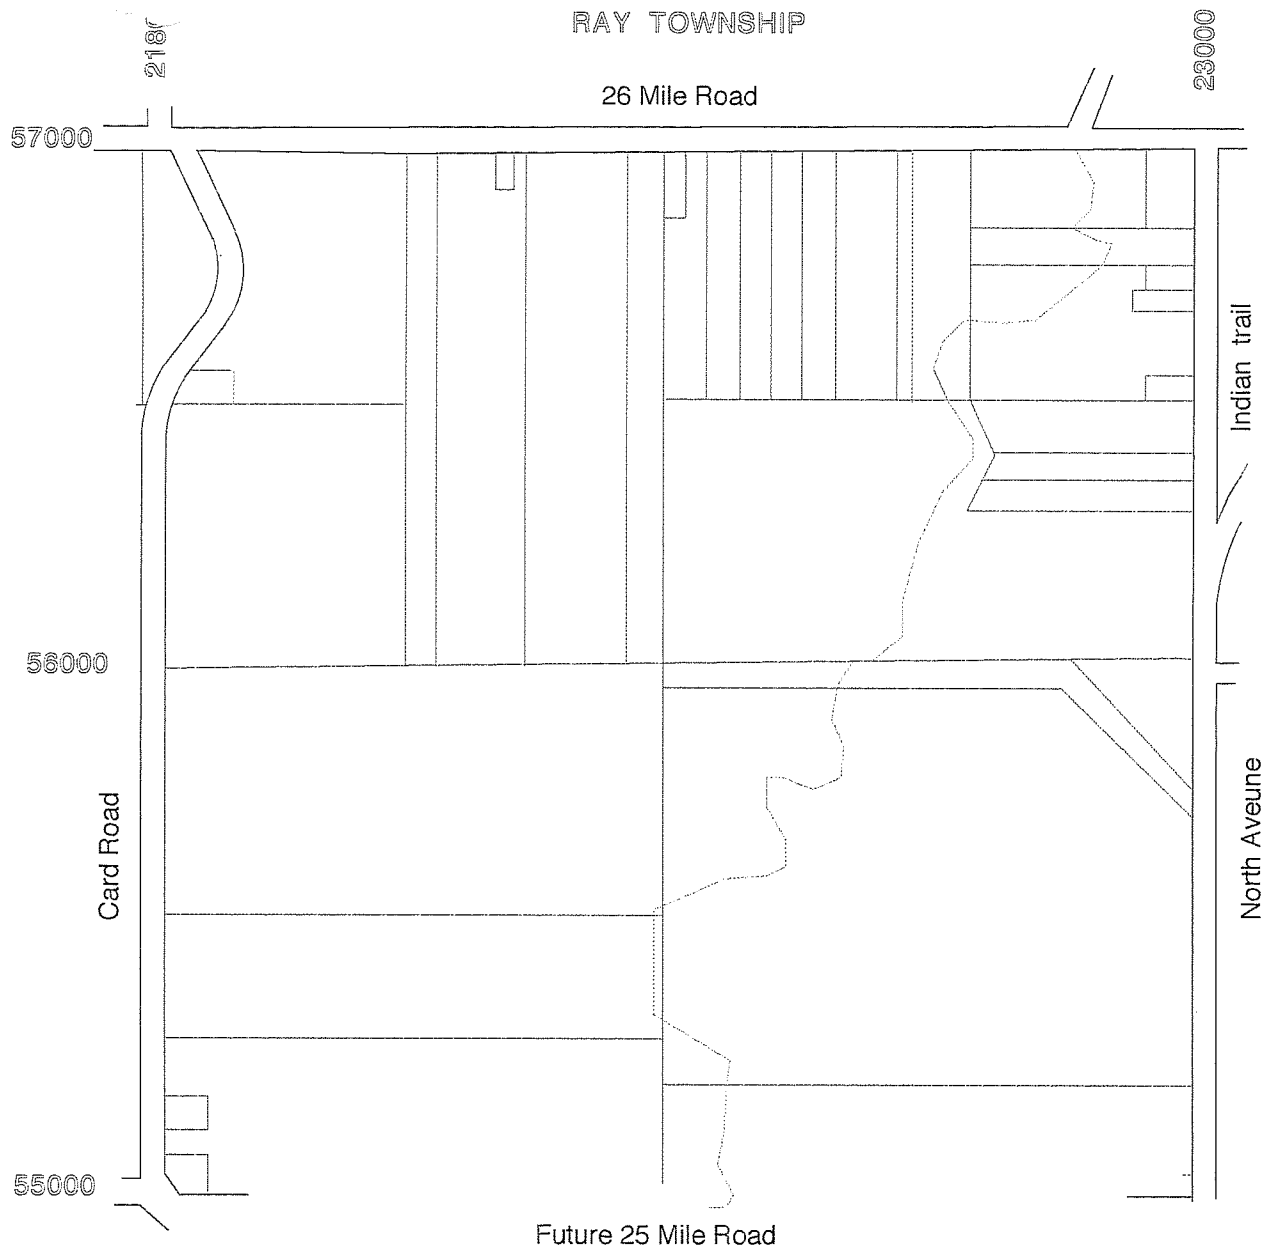 RAY TOWNSHIP
23000
26 Mile Road
57000
Indian trail
56000
Card Road
North Aveune
55000
Future 25 Mile Road